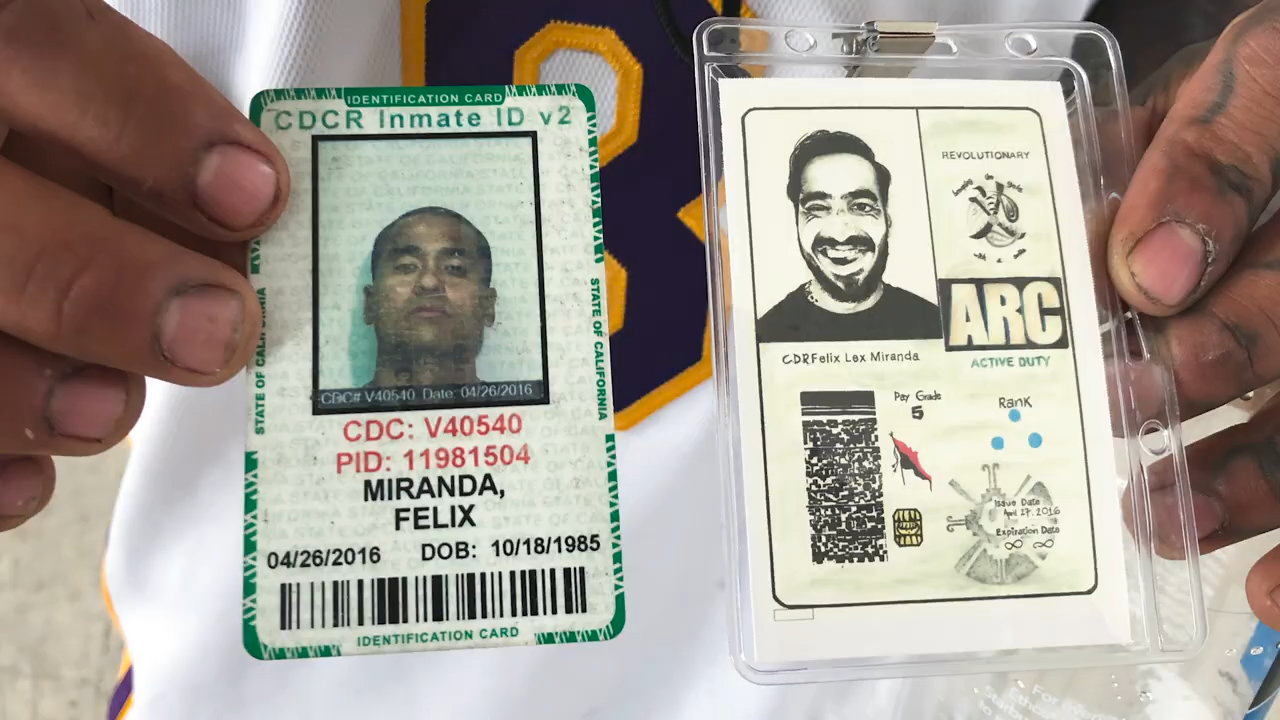 IDENTIFICATION CARD
CDCR Inmate ID v2
CDC# V40540 Date: 04/26/2016
CDC: V40540
PID: 11981504
MIRANDA,
FELIX
04/26/2016 DOB: 10/18/1985
IDENTIFICATION CARD
STATE OF CALIFORNIA
STATE OF CALIFORNIA
REVOLUTIONARY
ARC
ACTIVE DUTY
CDRFelix Lex Miranda
Pay Grade
5
Rank
Issue Date
April 27, 2016
Expiration Date
∞ ∞
For